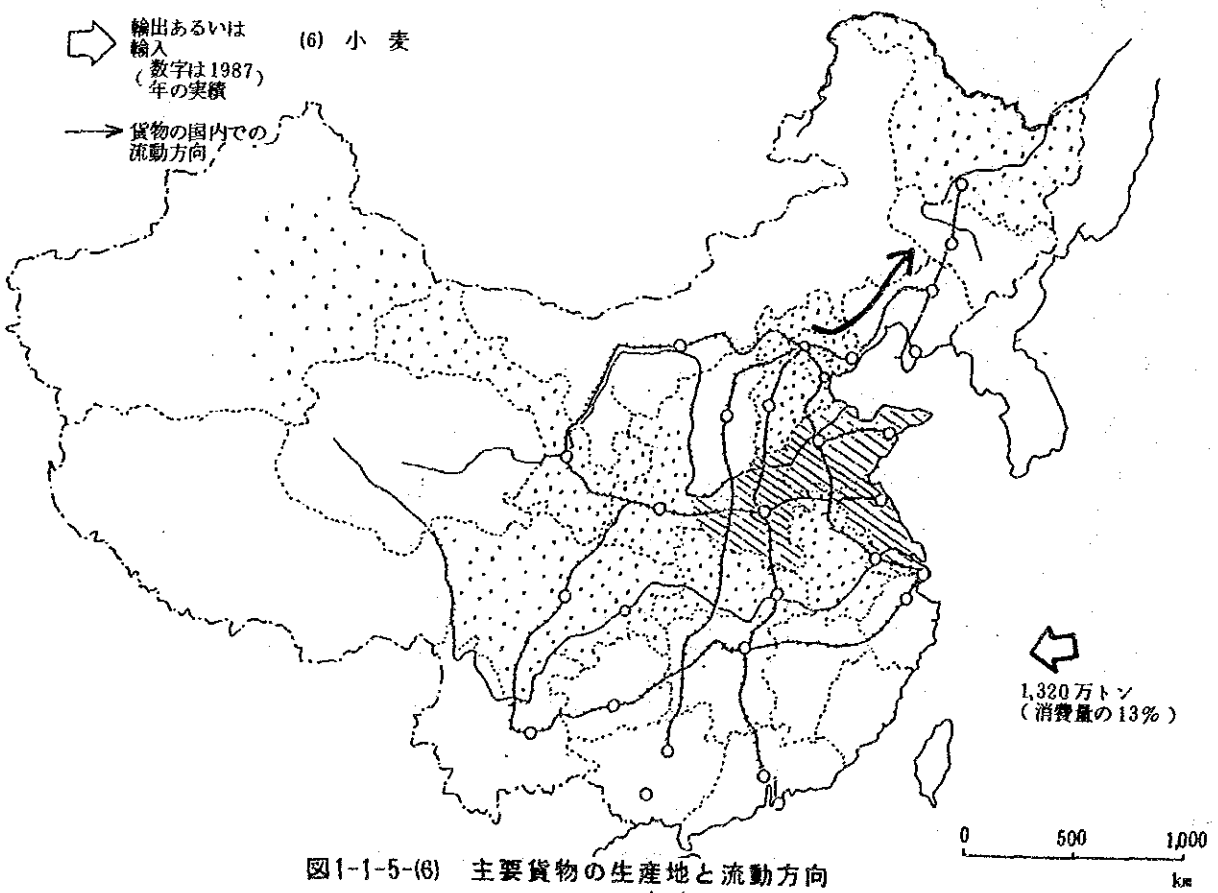 輸出あるいは
輸入
(数字は1987
年の実績)
(6) 小麦
貨物の国内での
流動方向
1,320万トン
(消費量の13%)
0 500 1,000
km
図1-1-5-(6) 主要貨物の生産地と流動方向